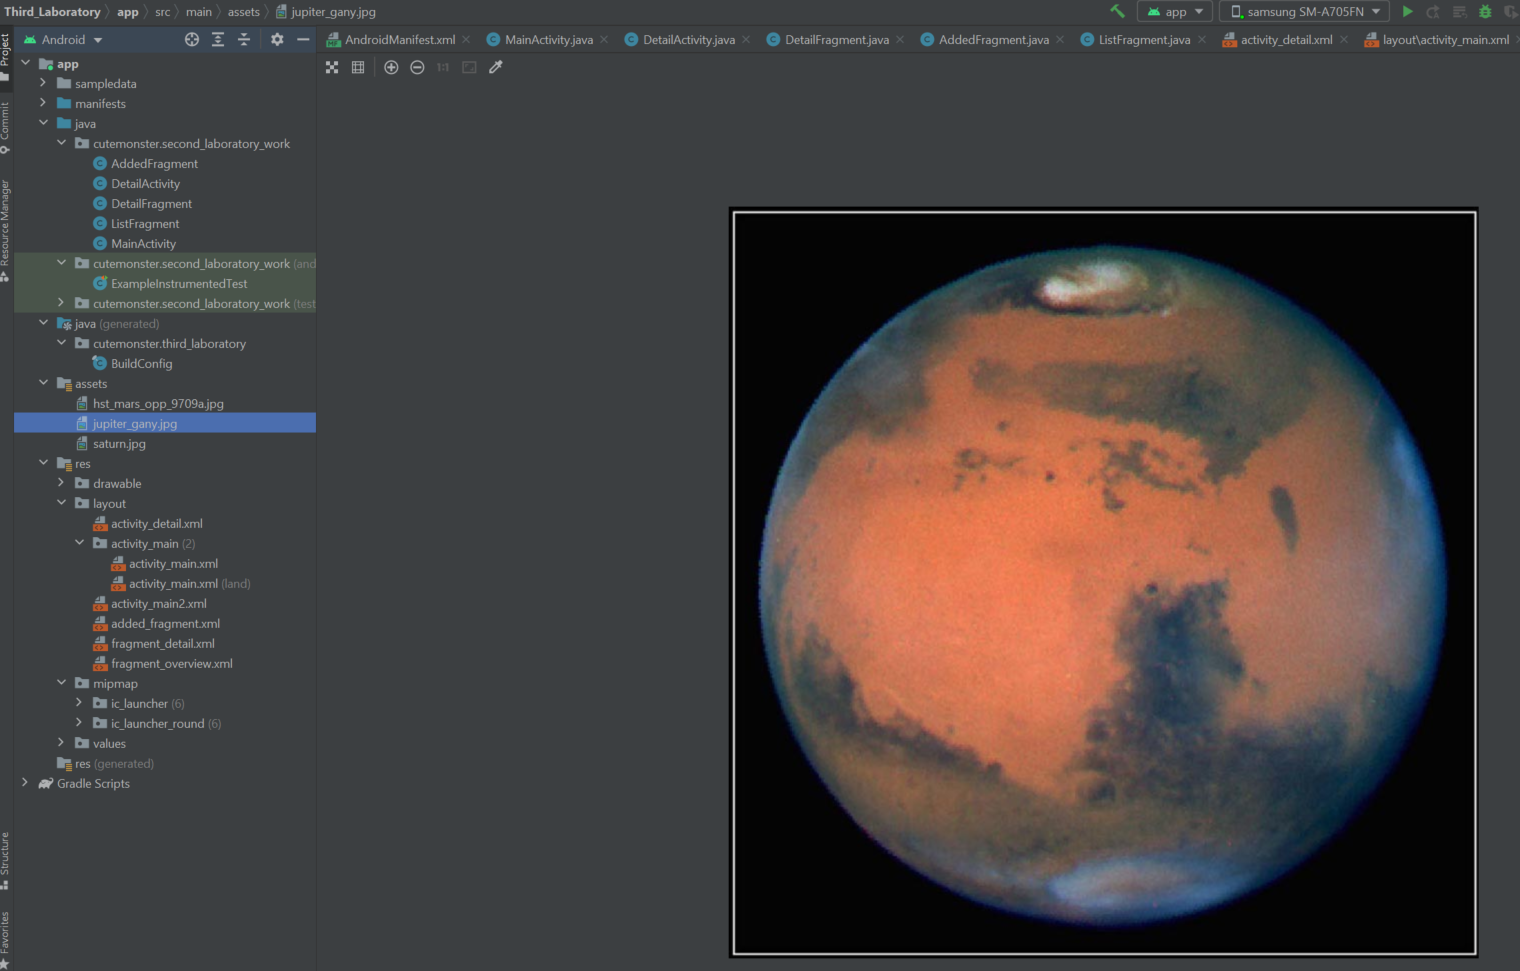 Third_Laboratory app src main assets jupiter_gany.jpg
app samsung SM-A705FN
Project
Commit
Resource Manager
Structure
Favorites
Android
AndroidManifest.xml MainActivity.java DetailActivity.java DetailFragment.java AddedFragment.java ListFragment.java activity_detail.xml layout\activity_main.xml
1:1
app
sampledata
manifests
java
cutemonster.second_laboratory_work
AddedFragment
DetailActivity
DetailFragment
ListFragment
MainActivity
cutemonster.second_laboratory_work (and
ExampleInstrumentedTest
cutemonster.second_laboratory_work (test
java (generated)
cutemonster.third_laboratory
BuildConfig
assets
hst_mars_opp_9709a.jpg
jupiter_gany.jpg
saturn.jpg
res
drawable
layout
activity_detail.xml
activity_main (2)
activity_main.xml
activity_main.xml (land)
activity_main2.xml
added_fragment.xml
fragment_detail.xml
fragment_overview.xml
mipmap
ic_launcher (6)
ic_launcher_round (6)
values
res (generated)
Gradle Scripts